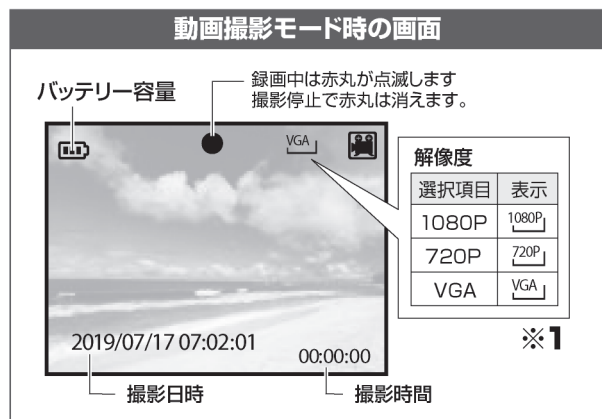 動画撮影モード時の画面
バッテリー容量
録画中は赤丸が点滅します
撮影停止で赤丸は消えます。
VGA
解像度
選択項目 表示
1080P 1080P
720P 720P
VGA VGA
※1
2019/07/17 07:02:01
00:00:00
撮影日時
撮影時間